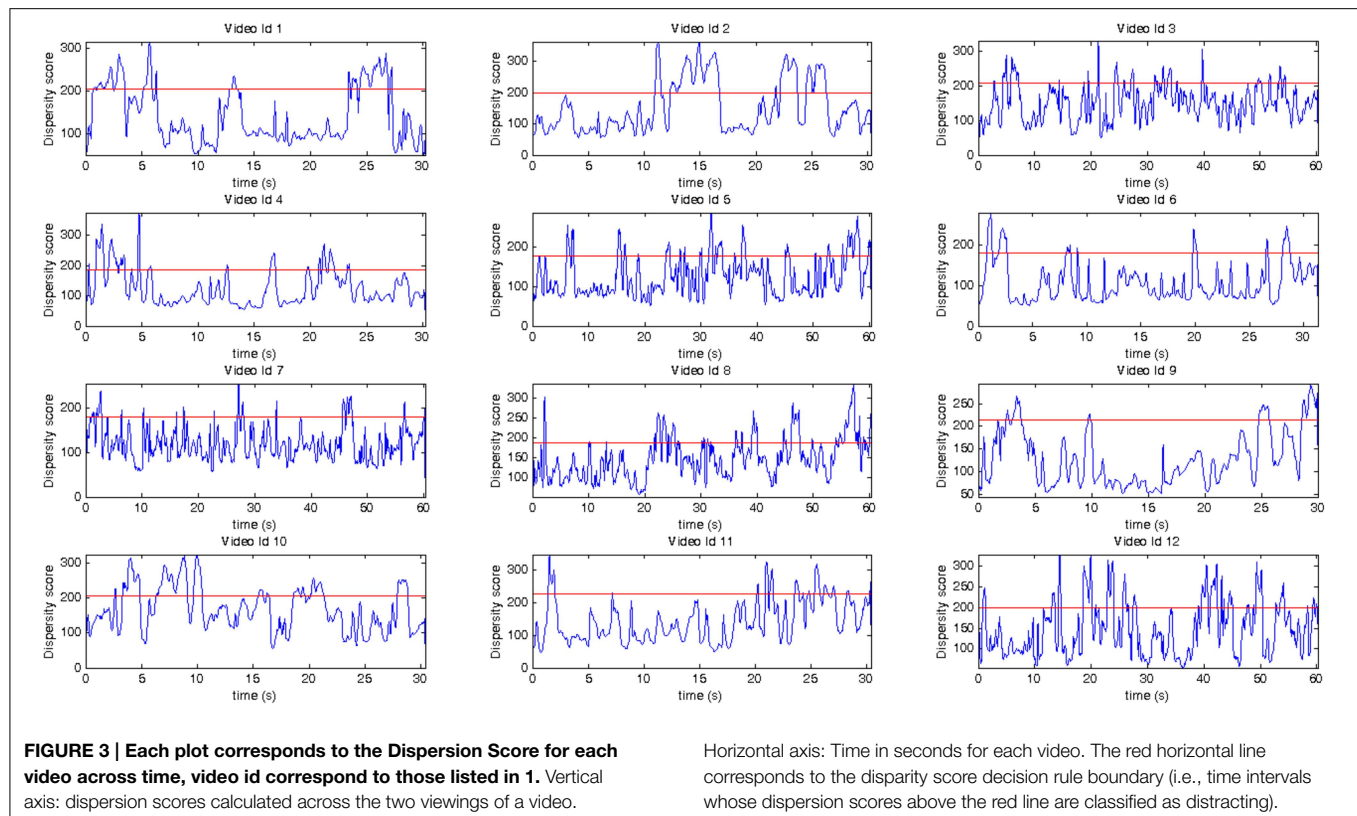 Video Id 1
Dispersity score
300
200
100
0 5 10 15 20 25 30
time (s)
Video Id 2
Dispersity score
300
200
100
0
0 5 10 15 20 25 30
time (s)
Video Id 3
Dispersity score
300
200
100
0
0 10 20 30 40 50 60
time (s)
Video Id 4
Dispersity score
300
200
100
0
0 5 10 15 20 25 30
time (s)
Video Id 5
Dispersity score
200
100
0
0 10 20 30 40 50 60
time (s)
Video Id 6
Dispersity score
200
100
0
0 5 10 15 20 25 30
time (s)
Video Id 7
Dispersity score
200
100
0
0 10 20 30 40 50 60
time (s)
Video Id 8
Dispersity score
300
200
150
100
0 10 20 30 40 50 60
time (s)
Video Id 9
Dispersity score
250
200
150
100
50
0 5 10 15 20 25 30
time (s)
Video Id 10
Dispersity score
300
200
100
0
0 5 10 15 20 25 30
time (s)
Video Id 11
Dispersity score
300
200
100
0
0 5 10 15 20 25 30
time (s)
Video Id 12
Dispersity score
300
250
200
150
100
0 10 20 30 40 50 60
time (s)
FIGURE 3 | Each plot corresponds to the Dispersion Score for each
video across time, video id correspond to those listed in 1. Vertical
axis: dispersion scores calculated across the two viewings of a video.
Horizontal axis: Time in seconds for each video. The red horizontal line
corresponds to the disparity score decision rule boundary (i.e., time intervals
whose dispersion scores above the red line are classified as distracting).